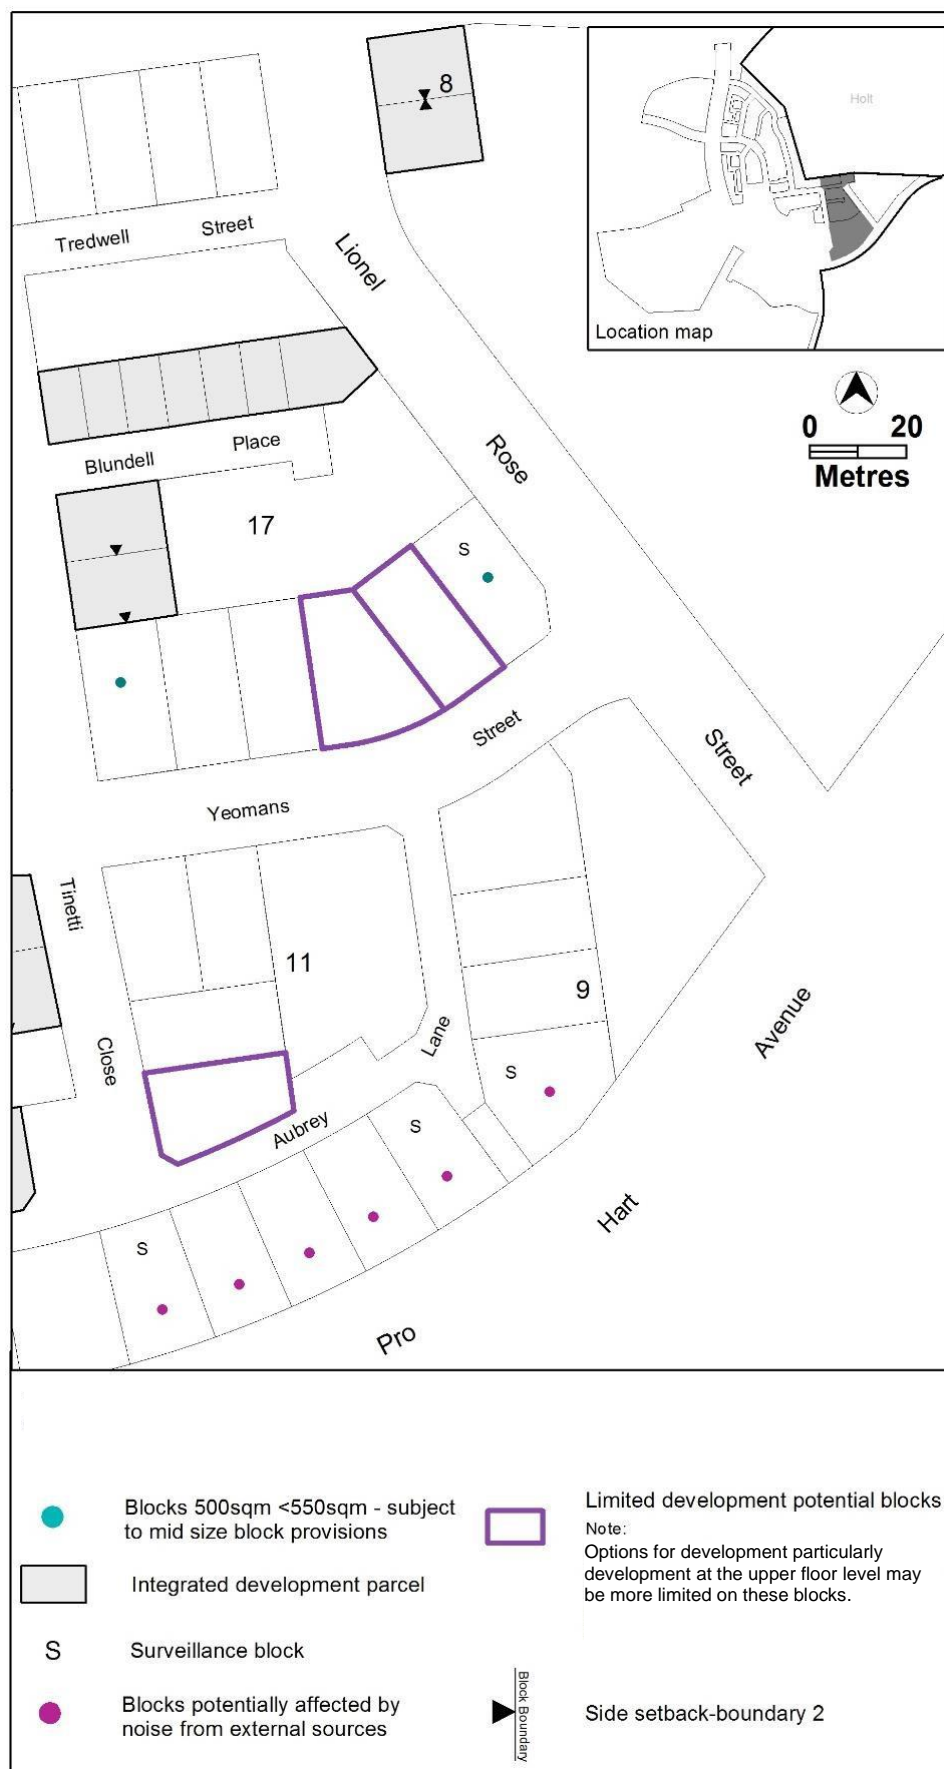 8
Holt
Location map
Tredwell Street
Lionel
0 20
Metres
Rose
Blundell Place
17
S
Street
Street
Yeomans
Tinetti
11
9
Avenue
Close
Lane
S
Aubrey
S
Hart
S
Pro
Blocks 500sqm <550sqm - subject
to mid size block provisions
Integrated development parcel
S Surveillance block
Blocks potentially affected by
noise from external sources
Limited development potential blocks
Note:
Options for development particularly
development at the upper floor level may
be more limited on these blocks.
Block Boundary
Side setback-boundary 2